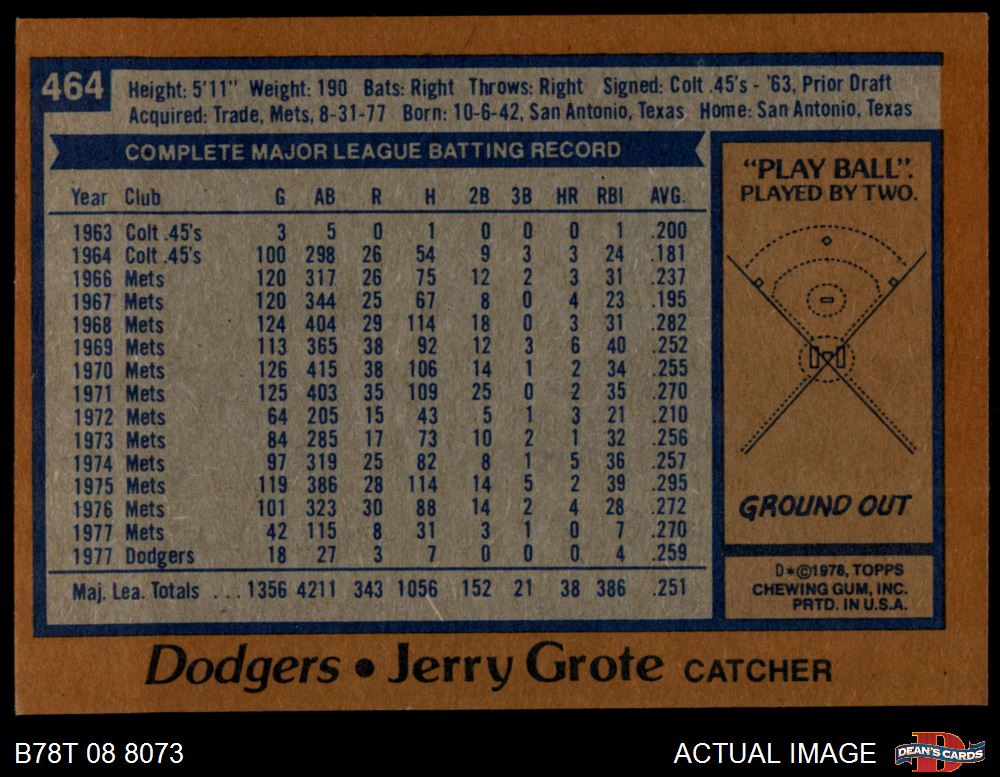 464
Height: 5'11" Weight: 190 Bats: Right Throws: Right Signed: Colt .45's - '63, Prior Draft
Acquired: Trade, Mets, 8-31-77 Born: 10-6-42, San Antonio, Texas Home: San Antonio, Texas
COMPLETE MAJOR LEAGUE BATTING RECORD
Year Club G AB R H 2B 3B HR RBI AVG.
1963 Colt .45's 3 5 0 1 0 0 0 1 .200
1964 Colt .45's 100 298 26 54 9 3 3 24 .181
1966 Mets 120 317 26 75 12 2 3 31 .237
1967 Mets 120 344 25 67 8 0 4 23 .195
1968 Mets 124 404 29 114 18 0 3 31 .282
1969 Mets 113 365 38 92 12 3 6 40 .252
1970 Mets 126 415 38 106 14 1 2 34 .255
1971 Mets 125 403 35 109 25 0 2 35 .270
1972 Mets 64 205 15 43 5 1 3 21 .210
1973 Mets 84 285 17 73 10 2 1 32 .256
1974 Mets 97 319 25 82 8 1 5 36 .257
1975 Mets 119 386 28 114 14 5 2 39 .295
1976 Mets 101 323 30 88 14 2 4 28 .272
1977 Mets 42 115 8 31 3 1 0 7 .270
1977 Dodgers 18 27 3 7 0 0 0 4 .259
Maj. Lea. Totals ... 1356 4211 343 1056 152 21 38 386 .251
"PLAY BALL".
PLAYED BY TWO.
GROUND OUT
D*©1978, TOPPS
CHEWING GUM, INC.
PRTD. IN U.S.A.
Dodgers • Jerry Grote CATCHER
B78T 08 8073
ACTUAL IMAGE
DEAN'S CARDS